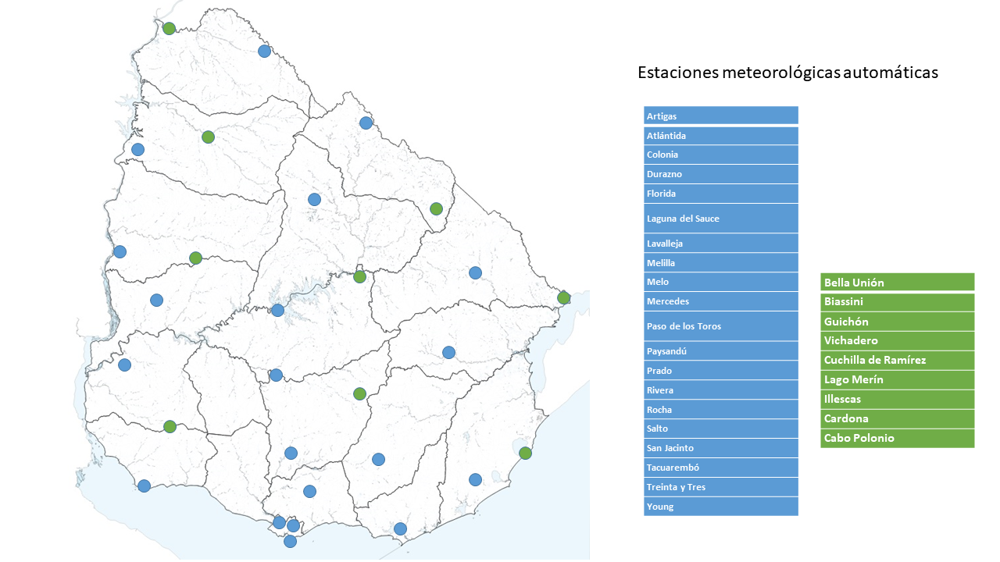 Estaciones meteorológicas automáticas
Artigas
Atlántida
Colonia
Durazno
Florida
Laguna del Sauce
Lavalleja
Melilla
Melo
Mercedes
Paso de los Toros
Paysandú
Prado
Rivera
Rocha
Salto
San Jacinto
Tacuarembó
Treinta y Tres
Young
Bella Unión
Biassini
Guichón
Vichadero
Cuchilla de Ramírez
Lago Merín
Illescas
Cardona
Cabo Polonio